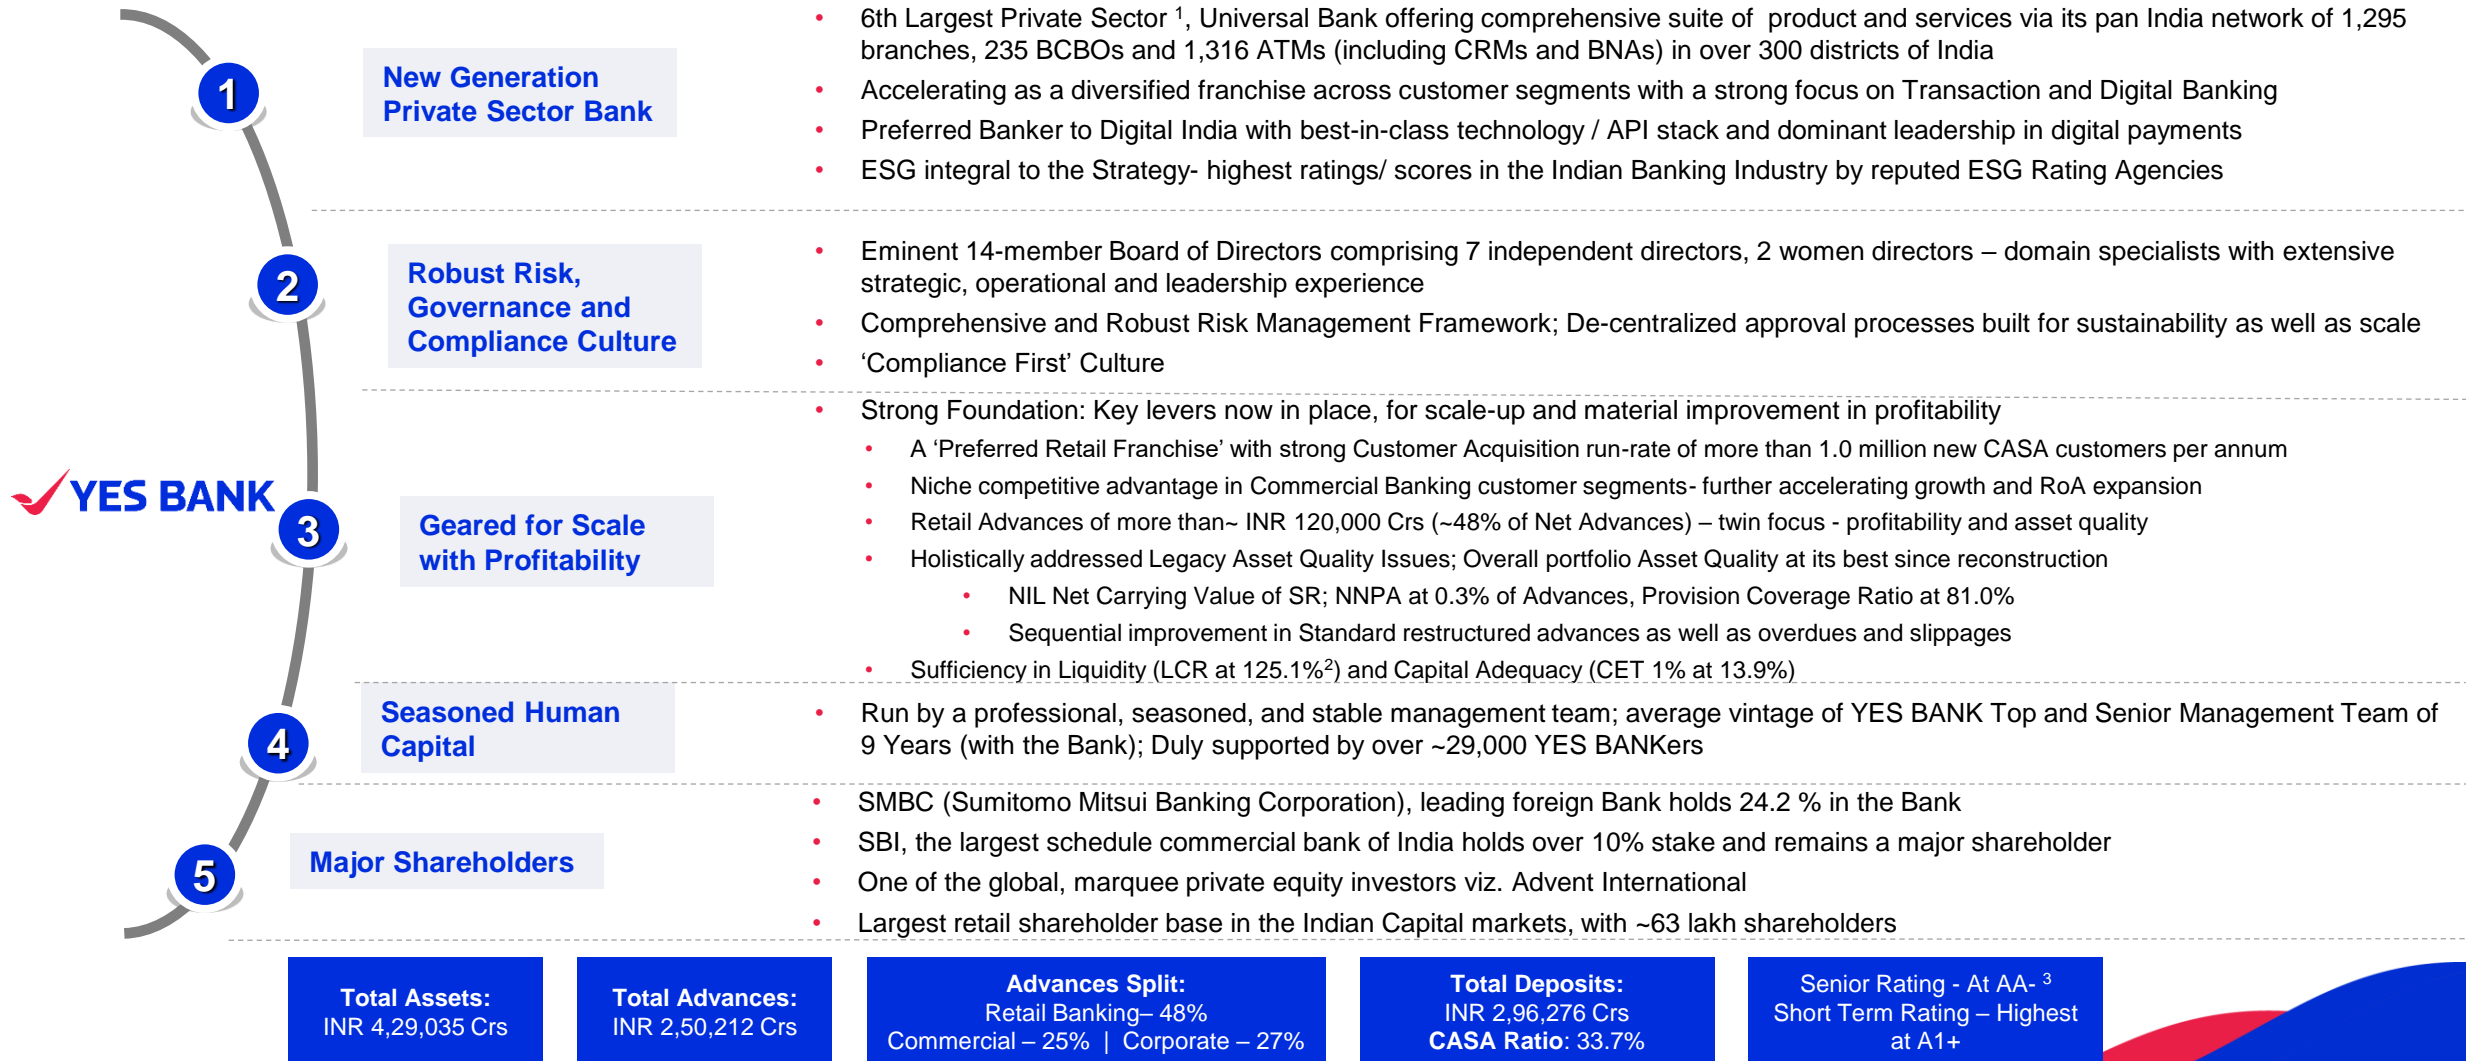 YES BANK
1
New Generation
Private Sector Bank
• 6th Largest Private Sector ¹, Universal Bank offering comprehensive suite of product and services via its pan India network of 1,295
branches, 235 BCBOs and 1,316 ATMs (including CRMs and BNAs) in over 300 districts of India
• Accelerating as a diversified franchise across customer segments with a strong focus on Transaction and Digital Banking
• Preferred Banker to Digital India with best-in-class technology / API stack and dominant leadership in digital payments
• ESG integral to the Strategy- highest ratings/ scores in the Indian Banking Industry by reputed ESG Rating Agencies
2
Robust Risk,
Governance and
Compliance Culture
• Eminent 14-member Board of Directors comprising 7 independent directors, 2 women directors – domain specialists with extensive
strategic, operational and leadership experience
• Comprehensive and Robust Risk Management Framework; De-centralized approval processes built for sustainability as well as scale
• ‘Compliance First’ Culture
3
Geared for Scale
with Profitability
• Strong Foundation: Key levers now in place, for scale-up and material improvement in profitability
• A ‘Preferred Retail Franchise’ with strong Customer Acquisition run-rate of more than 1.0 million new CASA customers per annum
• Niche competitive advantage in Commercial Banking customer segments- further accelerating growth and RoA expansion
• Retail Advances of more than~ INR 120,000 Crs (~48% of Net Advances) – twin focus - profitability and asset quality
• Holistically addressed Legacy Asset Quality Issues; Overall portfolio Asset Quality at its best since reconstruction
• NIL Net Carrying Value of SR; NNPA at 0.3% of Advances, Provision Coverage Ratio at 81.0%
• Sequential improvement in Standard restructured advances as well as overdues and slippages
• Sufficiency in Liquidity (LCR at 125.1%²) and Capital Adequacy (CET 1% at 13.9%)
4
Seasoned Human
Capital
• Run by a professional, seasoned, and stable management team; average vintage of YES BANK Top and Senior Management Team of
9 Years (with the Bank); Duly supported by over ~29,000 YES BANKers
5
Major Shareholders
• SMBC (Sumitomo Mitsui Banking Corporation), leading foreign Bank holds 24.2 % in the Bank
• SBI, the largest schedule commercial bank of India holds over 10% stake and remains a major shareholder
• One of the global, marquee private equity investors viz. Advent International
• Largest retail shareholder base in the Indian Capital markets, with ~63 lakh shareholders
Total Assets:
INR 4,29,035 Crs
Total Advances:
INR 2,50,212 Crs
Advances Split:
Retail Banking– 48%
Commercial – 25% | Corporate – 27%
Total Deposits:
INR 2,96,276 Crs
CASA Ratio: 33.7%
Senior Rating - At AA- ³
Short Term Rating – Highest
at A1+